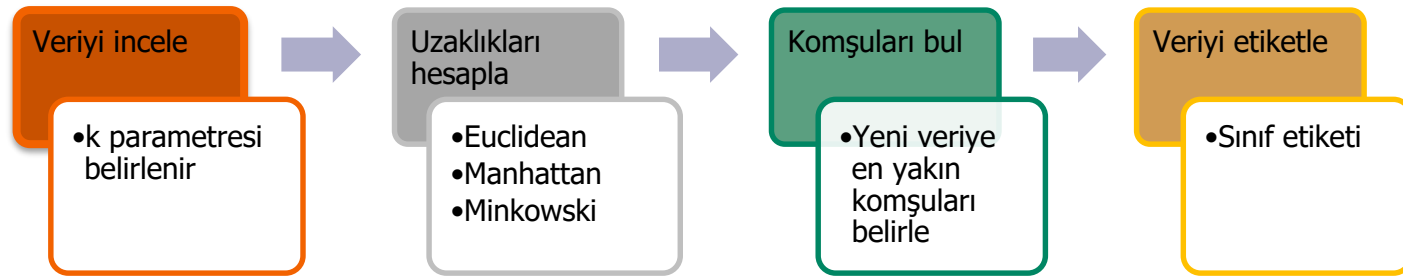 Veriyi incele
•k parametresi
belirlenir
Uzaklıkları
hesapla
•Euclidean
•Manhattan
•Minkowski
Komşuları bul
•Yeni veriye
en yakın
komşuları
belirle
Veriyi etiketle
•Sınıf etiketi